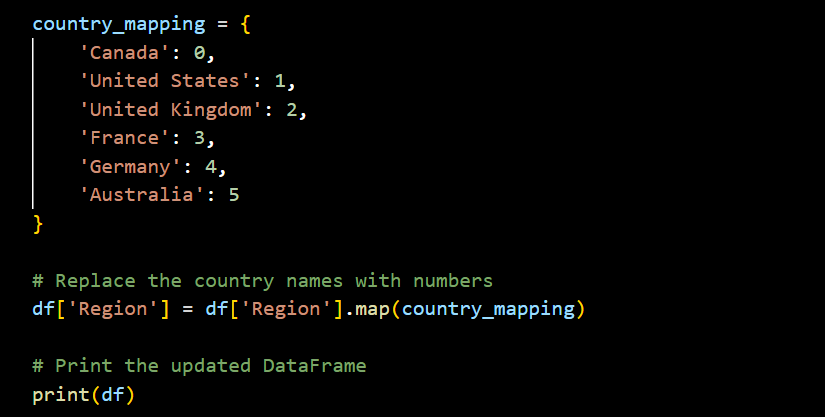 country_mapping = {
    'Canada': 0,
    'United States': 1,
    'United Kingdom': 2,
    'France': 3,
    'Germany': 4,
    'Australia': 5
}
# Replace the country names with numbers
df['Region'] = df['Region'].map(country_mapping)
# Print the updated DataFrame
print(df)